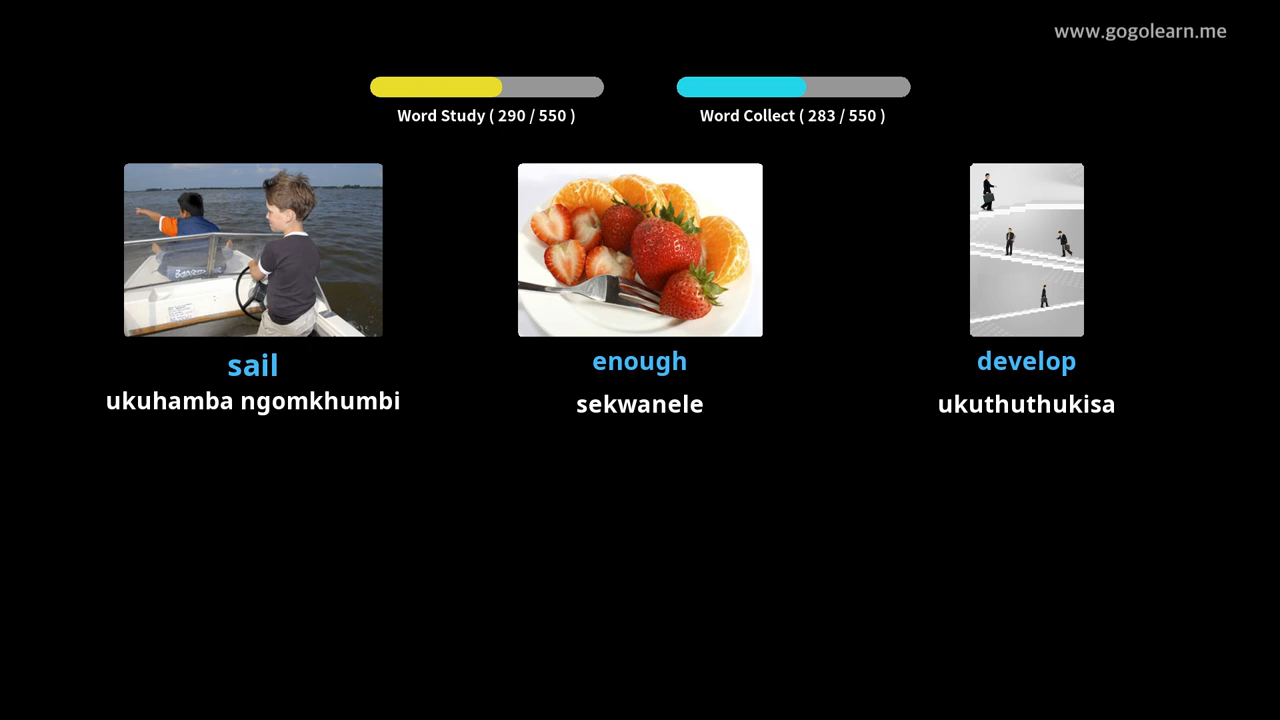 www.gogolearn.me
Word Study ( 290 / 550 )
Word Collect ( 283 / 550 )
sail
ukuhamba ngomkhumbi
enough
sekwanele
develop
ukuthuthukisa